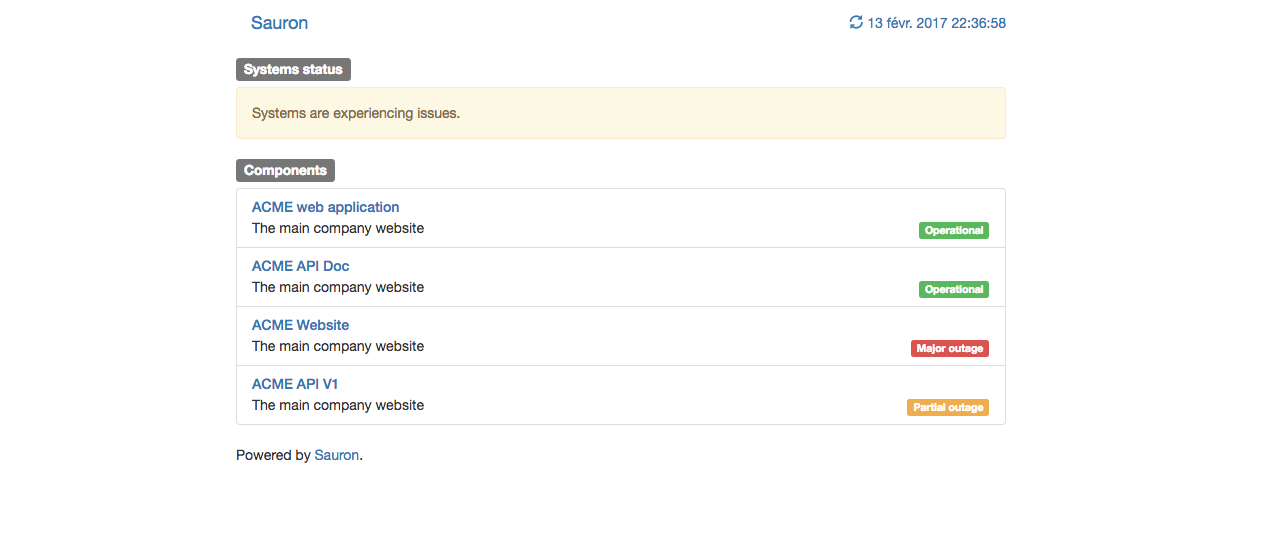 Sauron
13 févr. 2017 22:36:58
Systems status
Systems are experiencing issues.
Components
ACME web application
The main company website
Operational
ACME API Doc
The main company website
Operational
ACME Website
The main company website
Major outage
ACME API V1
The main company website
Partial outage
Powered by Sauron.